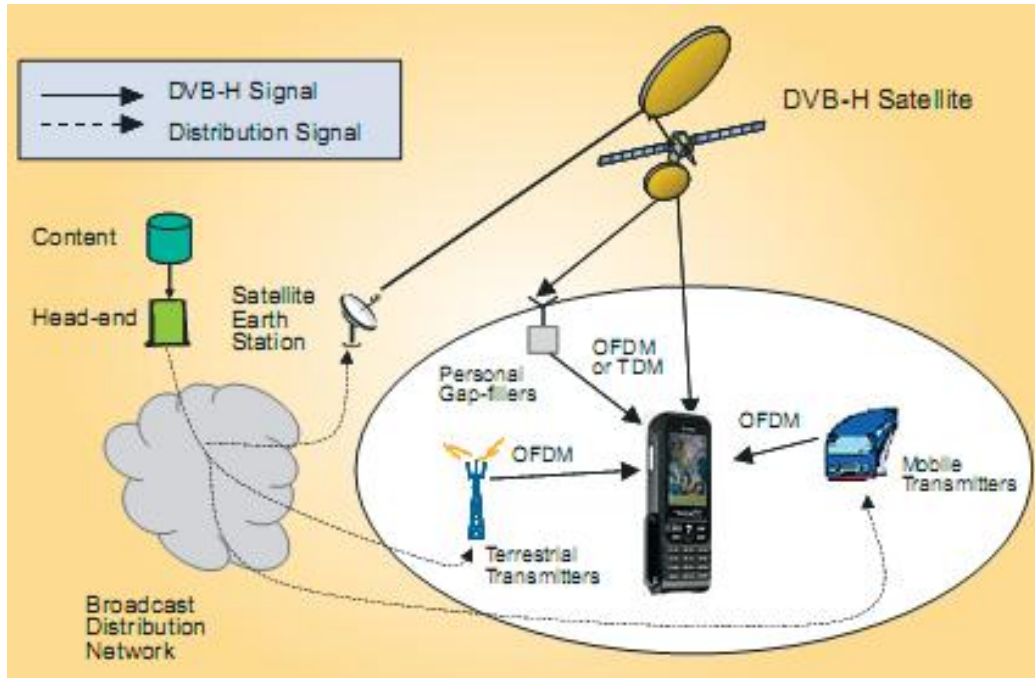 DVB-H Signal
Distribution Signal
DVB-H Satellite
Content
Head-end
Satellite
Earth
Station
Personal
Gap-fillers
OFDM
or TDM
OFDM
OFDM
Mobile
Transmitters
Terrestrial
Transmitters
Broadcast
Distribution
Network